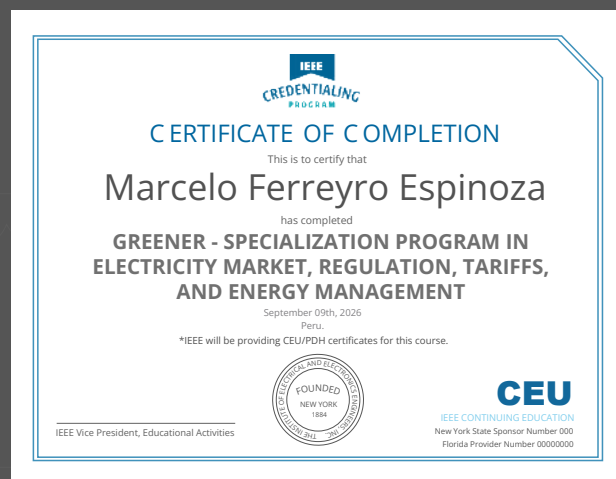 IEEE
CREDENTIALING
PROGRAM
CERTIFICATE OF COMPLETION
This is to certify that
Marcelo Ferreyro Espinoza
has completed
GREENER - SPECIALIZATION PROGRAM IN
ELECTRICITY MARKET, REGULATION, TARIFFS,
AND ENERGY MANAGEMENT
September 09th, 2026
Peru.
*IEEE will be providing CEU/PDH certificates for this course.
THE INSTITUTE OF ELECTRICAL AND ELECTRONICS ENGINEERS, INC.
FOUNDED
NEW YORK
1884
IEEE Vice President, Educational Activities
CEU
IEEE CONTINUING EDUCATION
New York State Sponsor Number 000
Florida Provider Number 00000000